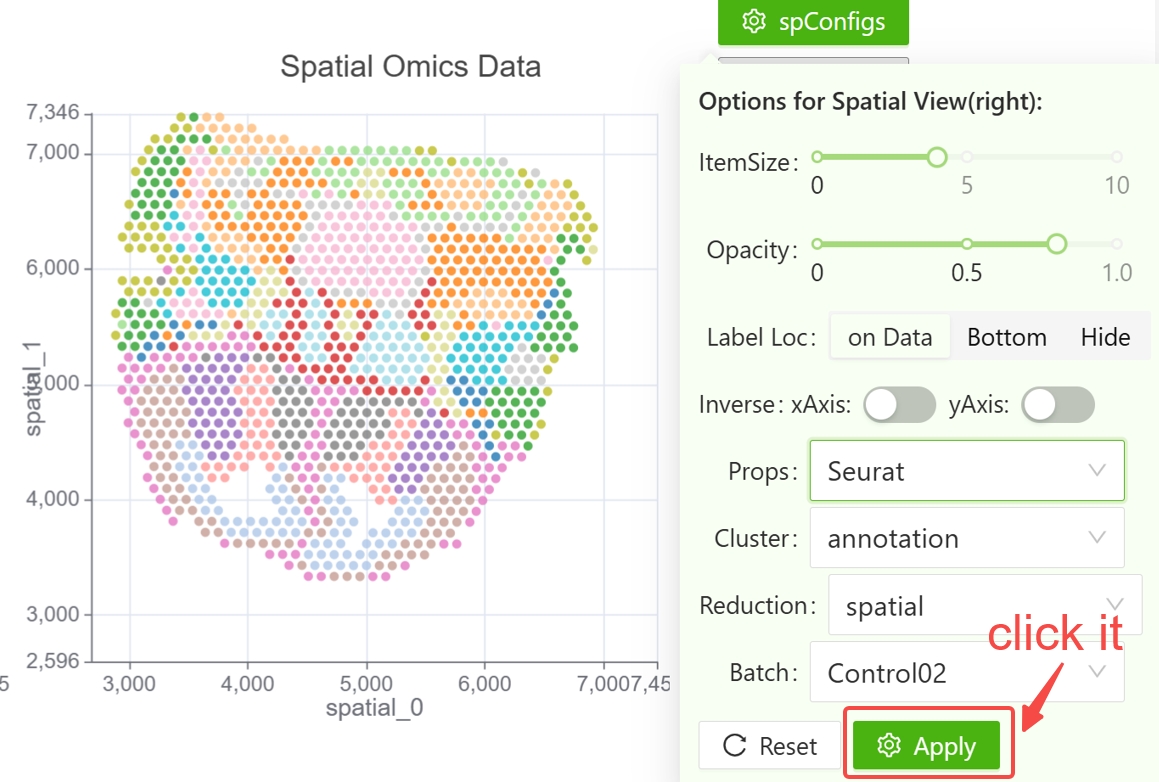 spConfigs
Spatial Omics Data
7,346
7,000
6,000
5,000
4,000
3,000
2,596
spatial_1
5
3,000
4,000
5,000
6,000
7,0007,45
spatial_0
Options for Spatial View(right):
ItemSize:
0
5
10
Opacity:
0
0.5
1.0
Label Loc: on Data Bottom Hide
Inverse: xAxis: yAxis:
Props: Seurat
Cluster: annotation
Reduction: spatial
click it
Batch: Control02
Reset Apply